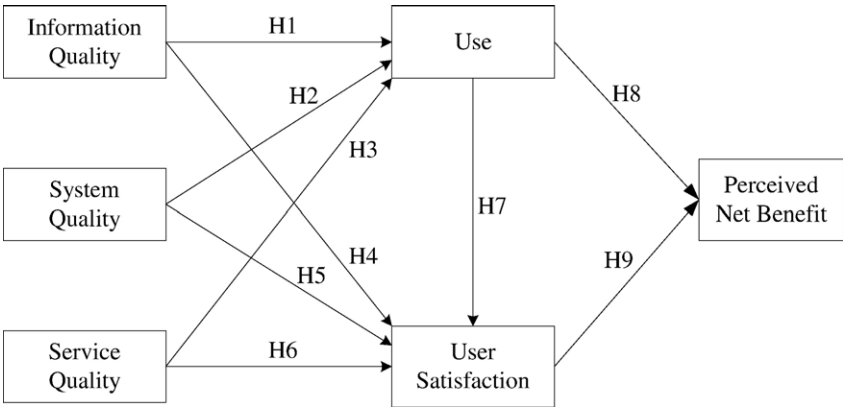 Information
Quality
H1
Use
H2
H8
H3
System
Quality
Perceived
Net Benefit
H7
H4
H5
H9
Service
Quality
H6
User
Satisfaction